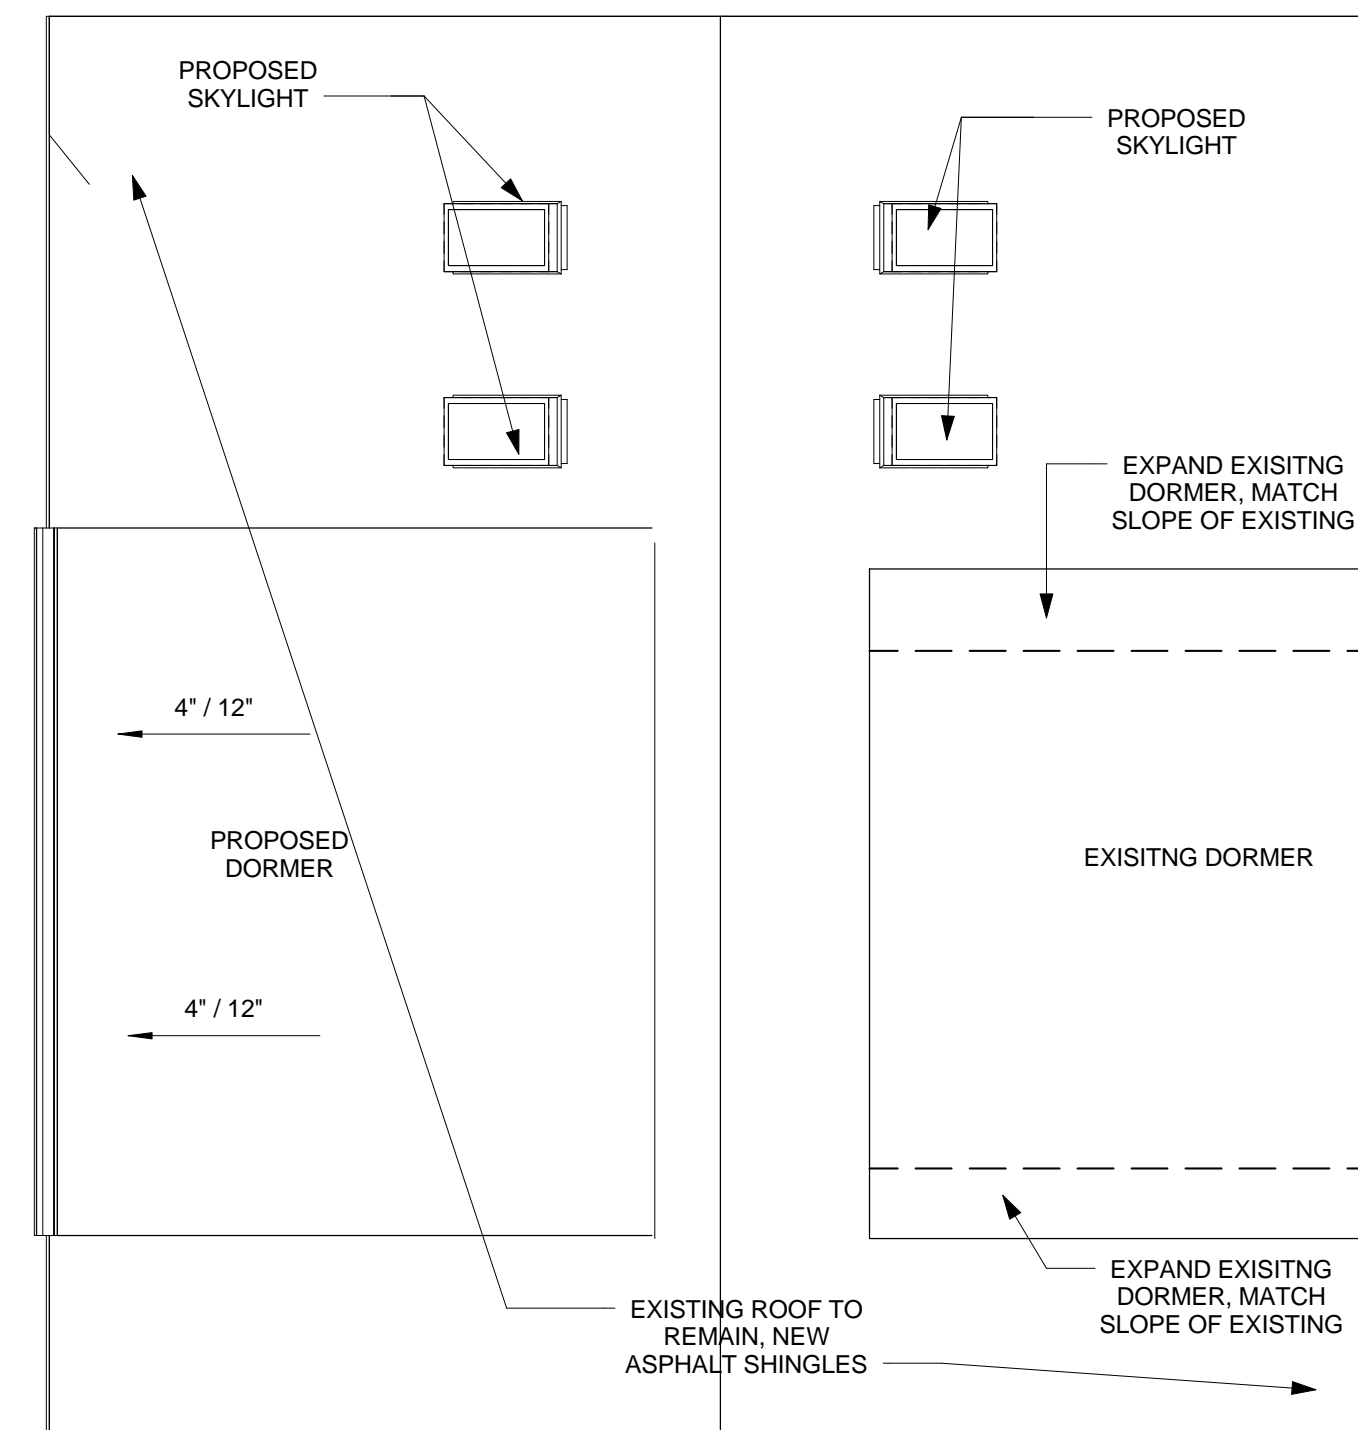 PROPOSED
SKYLIGHT
PROPOSED
SKYLIGHT
EXPAND EXISITNG
DORMER, MATCH
SLOPE OF EXISTING
4" / 12"
PROPOSED
DORMER
EXISITNG DORMER
4" / 12"
EXPAND EXISITNG
DORMER, MATCH
SLOPE OF EXISTING
EXISTING ROOF TO
REMAIN, NEW
ASPHALT SHINGLES